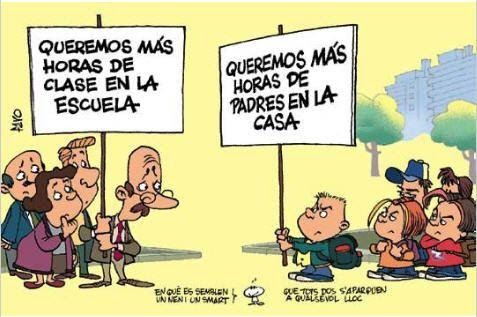 QUEREMOS MÁS
HORAS DE
CLASE EN LA
ESCUELA
QUEREMOS MÁS
HORAS DE
PADRES EN LA
CASA
EN QUÈ ES SEMBLEN
UN NEN I UN SMART?
QUE TOTS DOS S'APARQUEN
A QUALSEVOL LLOC